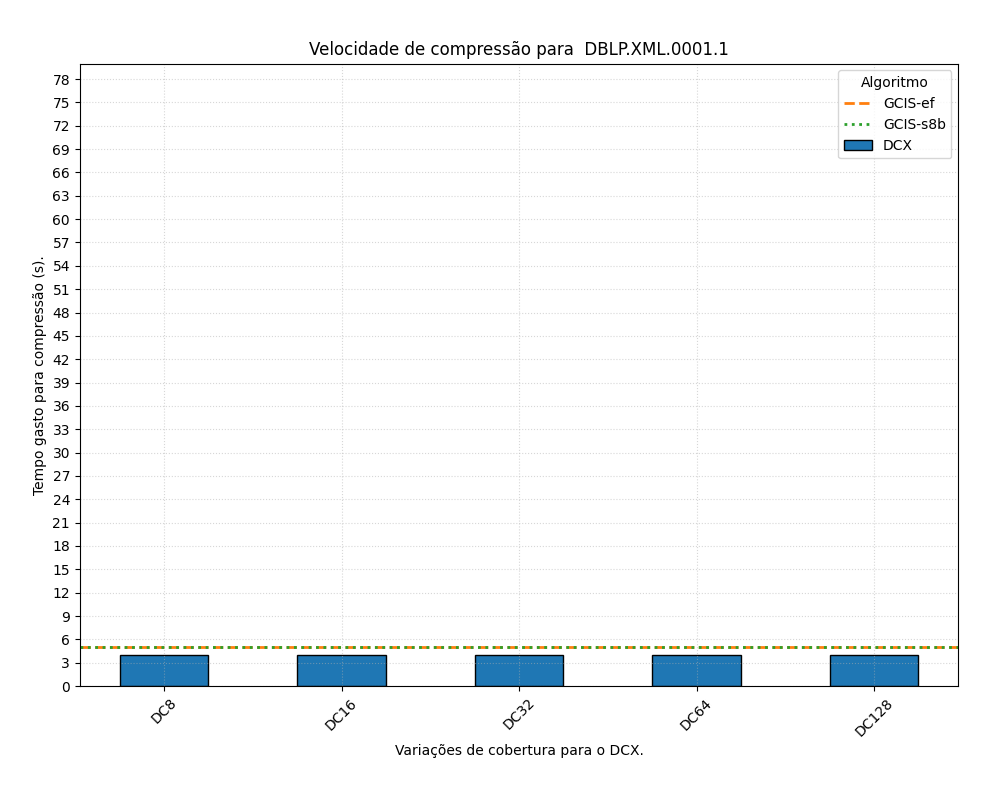 Velocidade de compressão para  DBLP.XML.0001.1
Algoritmo
GCIS-ef
GCIS-s8b
DCX
Tempo gasto para compressão (s).
78
75
72
69
66
63
60
57
54
51
48
45
42
39
36
33
30
27
24
21
18
15
12
9
6
3
0
DC8
DC16
DC32
DC64
DC128
Variações de cobertura para o DCX.